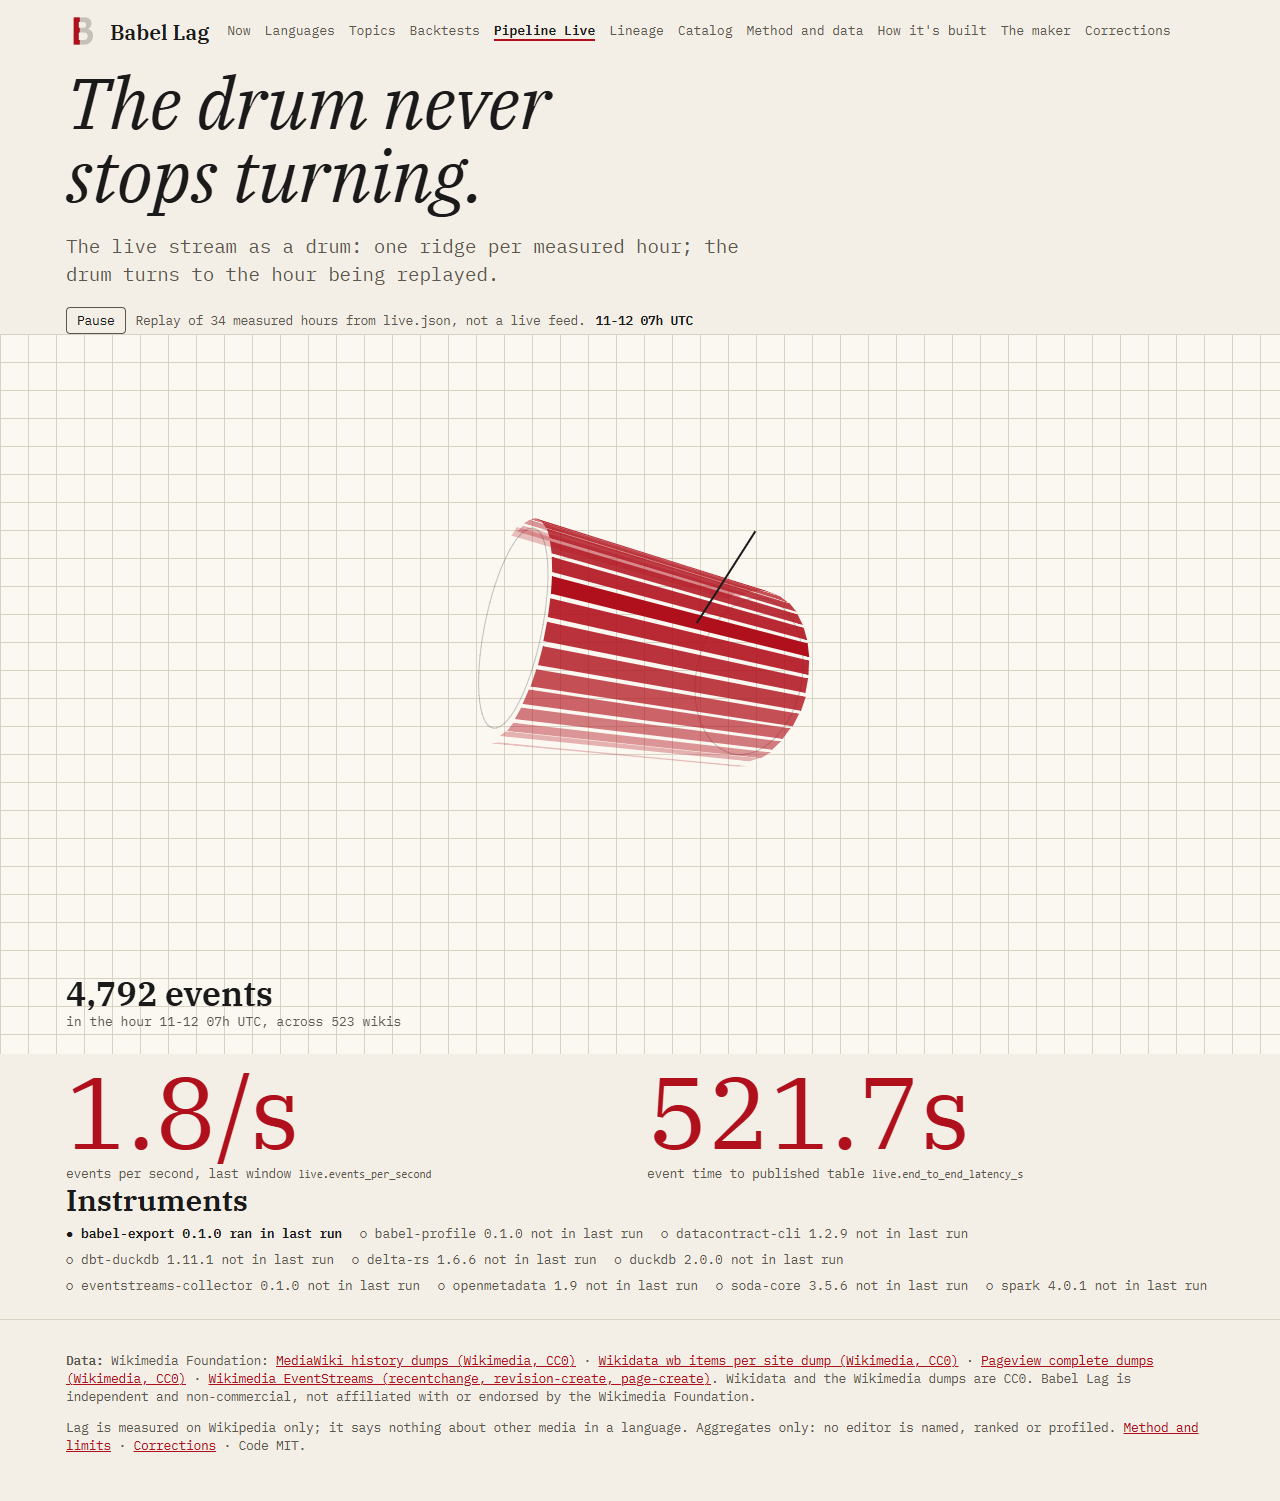 B Babel Lag Now Languages Topics Backtests Pipeline Live Lineage Catalog Method and data How it's built The maker Corrections
The drum never
stops turning.
The live stream as a drum: one ridge per measured hour; the
drum turns to the hour being replayed.
Pause Replay of 34 measured hours from live.json, not a live feed. 11-12 07h UTC
4,792 events
in the hour 11-12 07h UTC, across 523 wikis
1.8/s 521.7s
events per second, last window live.events_per_second event time to published table live.end_to_end_latency_s
Instruments
● babel-export 0.1.0 ran in last run ○ babel-profile 0.1.0 not in last run ○ datacontract-cli 1.2.9 not in last run
○ dbt-duckdb 1.11.1 not in last run ○ delta-rs 1.6.6 not in last run ○ duckdb 2.0.0 not in last run
○ eventstreams-collector 0.1.0 not in last run ○ openmetadata 1.9 not in last run ○ soda-core 3.5.6 not in last run ○ spark 4.0.1 not in last run
Data: Wikimedia Foundation: MediaWiki history dumps (Wikimedia, CC0) · Wikidata wb items per site dump (Wikimedia, CC0) · Pageview complete dumps
(Wikimedia, CC0) · Wikimedia EventStreams (recentchange, revision-create, page-create). Wikidata and the Wikimedia dumps are CC0. Babel Lag is
independent and non-commercial, not affiliated with or endorsed by the Wikimedia Foundation.
Lag is measured on Wikipedia only; it says nothing about other media in a language. Aggregates only: no editor is named, ranked or profiled. Method and
limits · Corrections · Code MIT.